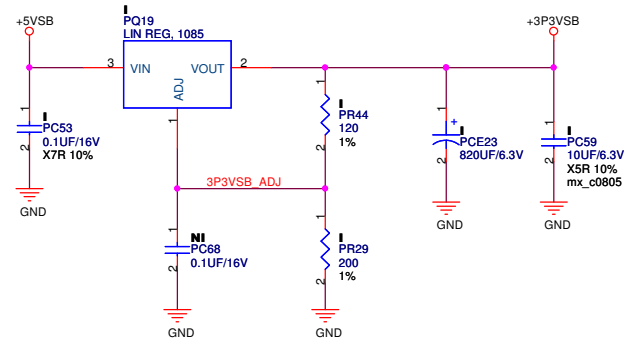 +5VSB
I
PQ19
LIN REG, 1085
+3P3VSB
3
VIN
VOUT
2
ADJ
1
I
PC53
0.1UF/16V
X7R 10%
2
GND
1
1
I
PR44
120
1%
2
1
+
I
PCE23
820UF/6.3V
2
GND
1
I
PC59
10UF/6.3V
X5R 10%
mx_c0805
2
GND
3P3VSB_ADJ
1
NI
PC68
0.1UF/16V
2
GND
1
I
PR29
200
1%
2
GND